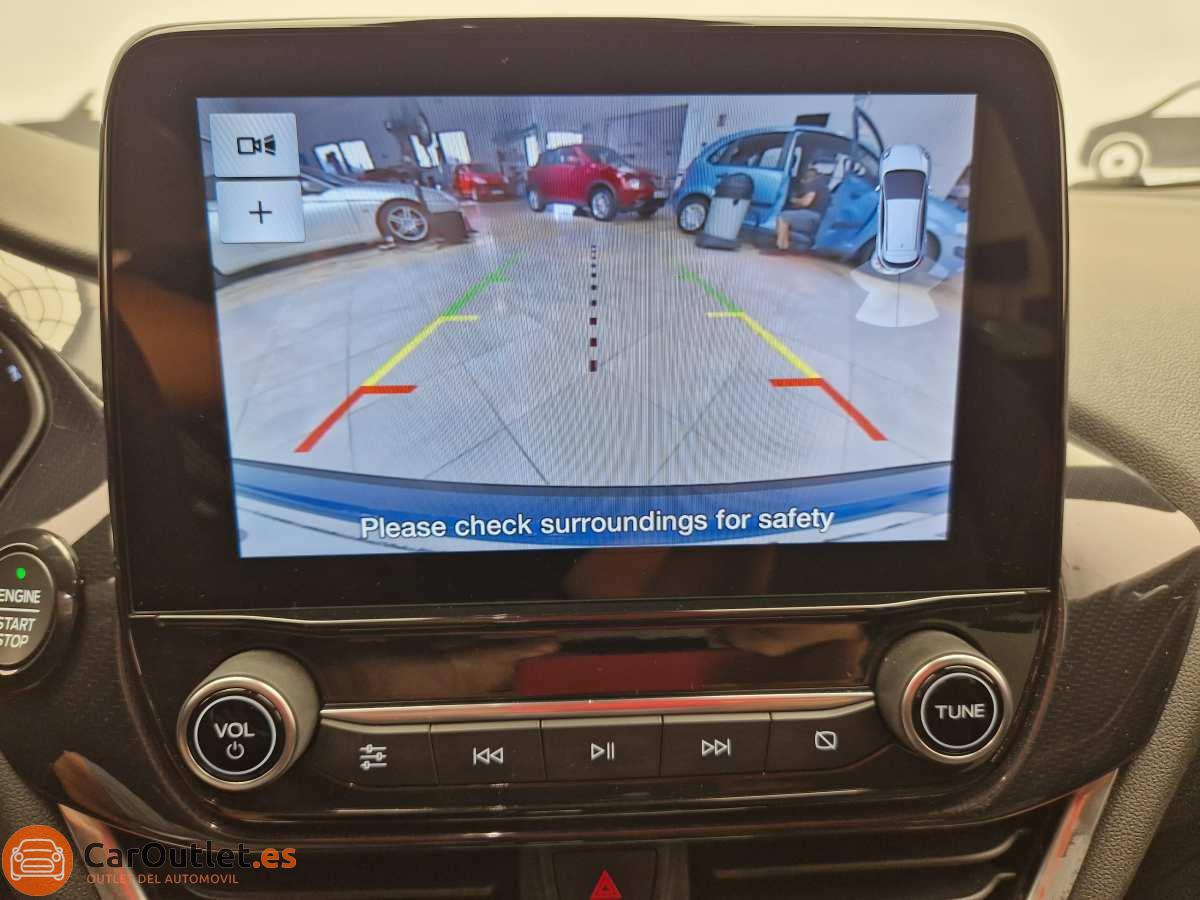 Please check surroundings for safety
ENGINE
START
STOP
VOL
TUNE
CarOutlet.es
OUTLET DEL AUTOMOVIL